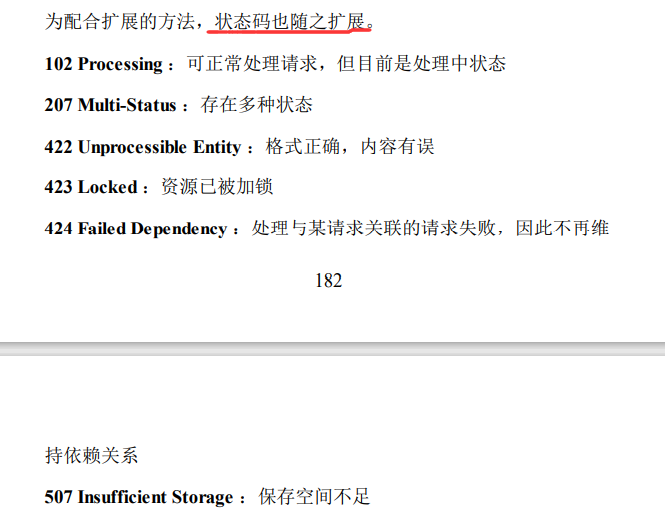 为配合扩展的方法，状态码也随之扩展。
102 Processing ：可正常处理请求，但目前是处理中状态
207 Multi-Status ：存在多种状态
422 Unprocessible Entity ：格式正确，内容有误
423 Locked ：资源已被加锁
424 Failed Dependency ：处理与某请求关联的请求失败，因此不再维
182
持依赖关系
507 Insufficient Storage ：保存空间不足